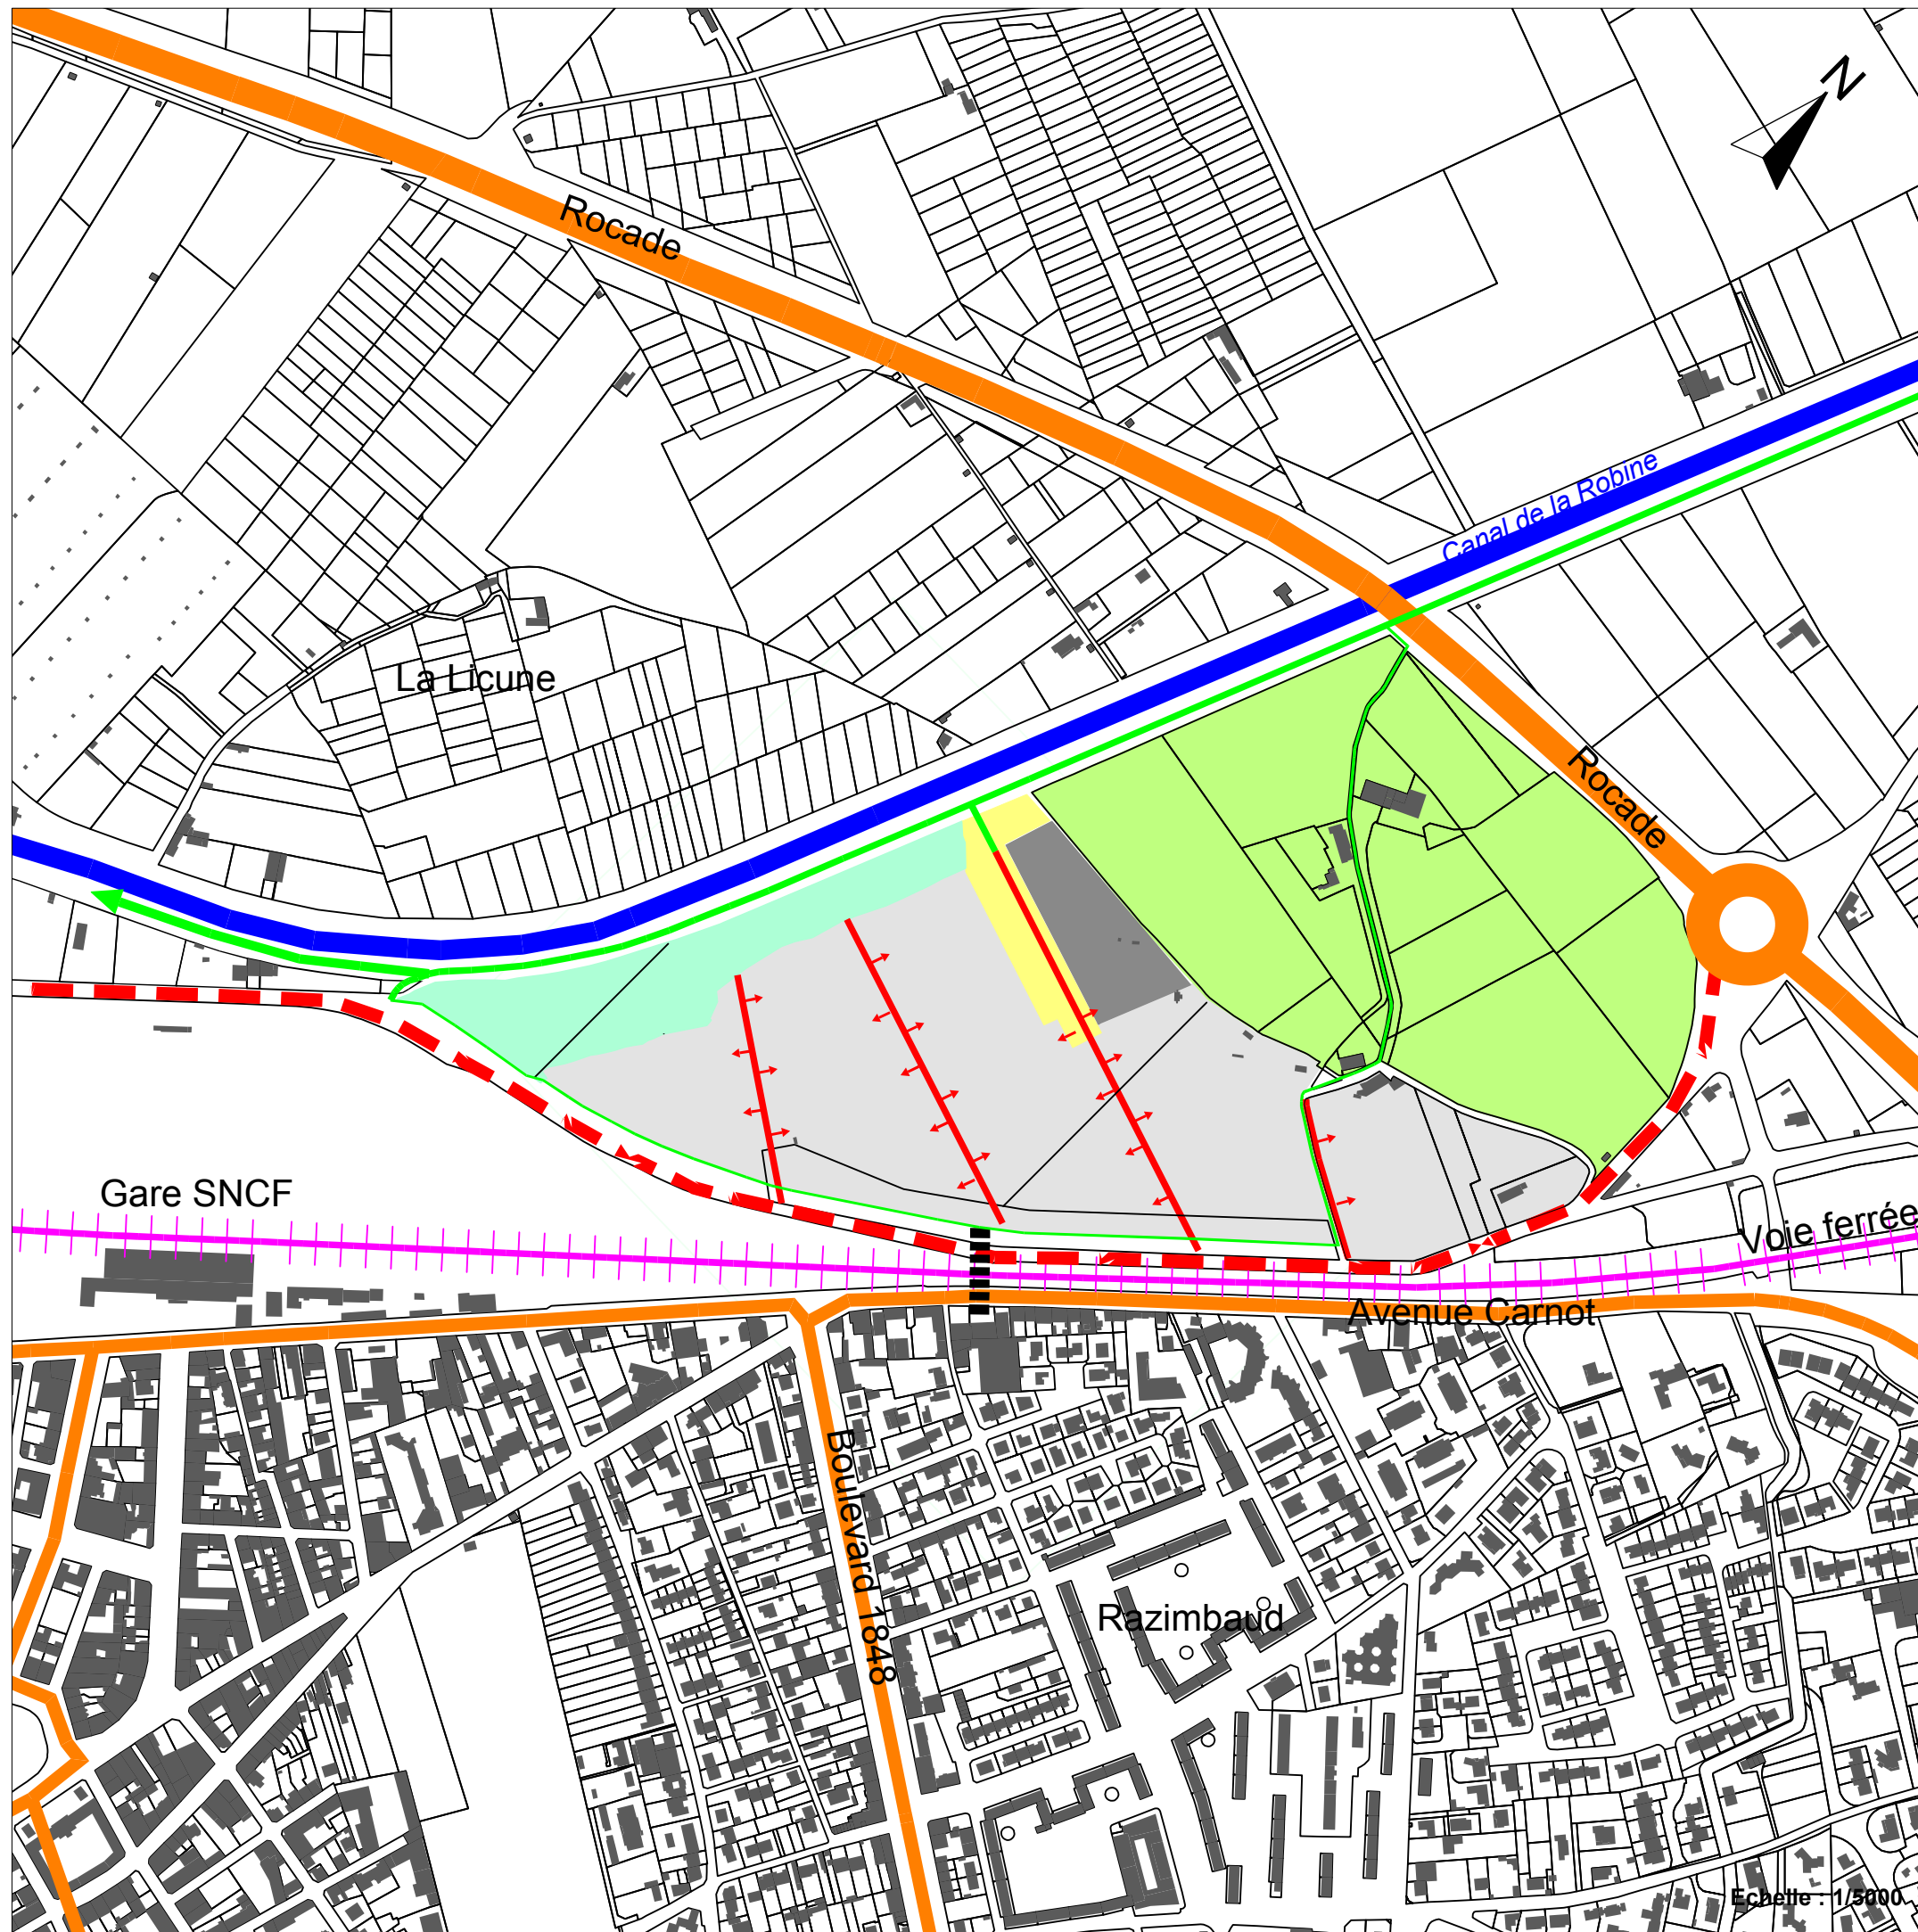 N
Rocade
Canal de la Robine
La Licune
Rocade
Gare SNCF
Voie ferrée
Avenue Carnot
Boulevard 1848
Razimbaud
Echelle : 1/5000